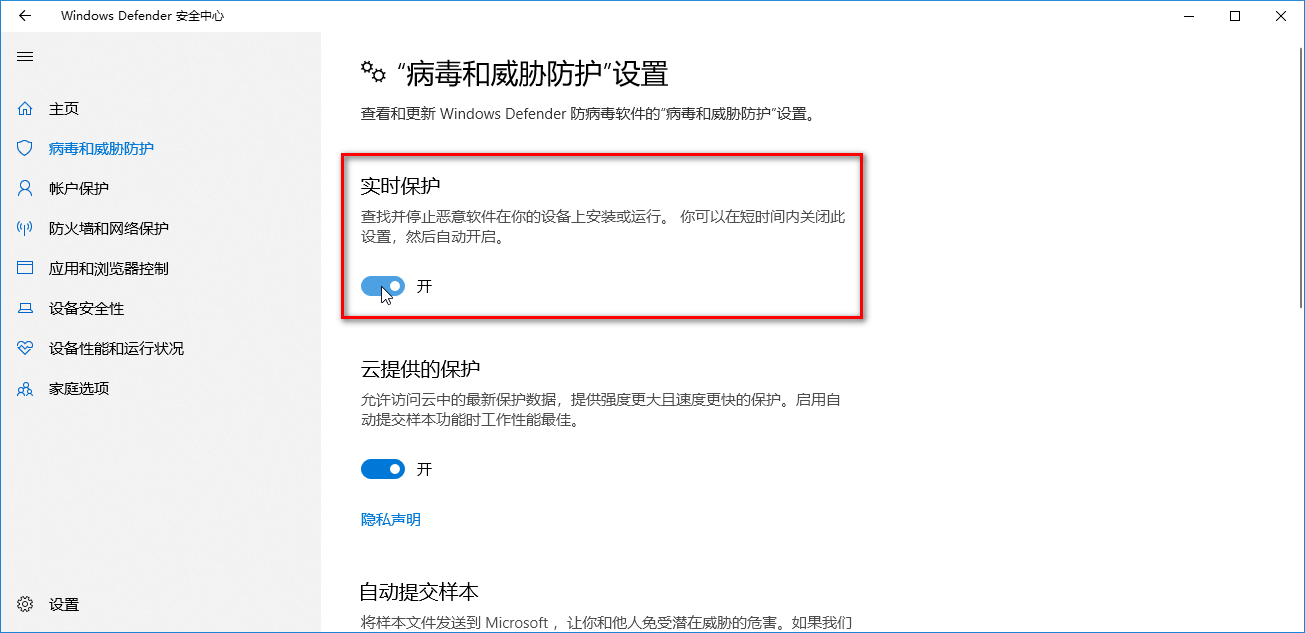 Windows Defender 安全中心
主页
病毒和威胁防护
帐户保护
防火墙和网络保护
应用和浏览器控制
设备安全性
设备性能和运行状况
家庭选项
设置
“病毒和威胁防护”设置
查看和更新 Windows Defender 防病毒软件的“病毒和威胁防护”设置。
实时保护
查找并停止恶意软件在你的设备上安装或运行。 你可以在短时间内关闭此
设置，然后自动开启。
开
云提供的保护
允许访问云中的最新保护数据，提供强度更大且速度更快的保护。启用自
动提交样本功能时工作性能最佳。
开
隐私声明
自动提交样本
将样本文件发送到 Microsoft ，让你和他人免受潜在威胁的危害。如果我们